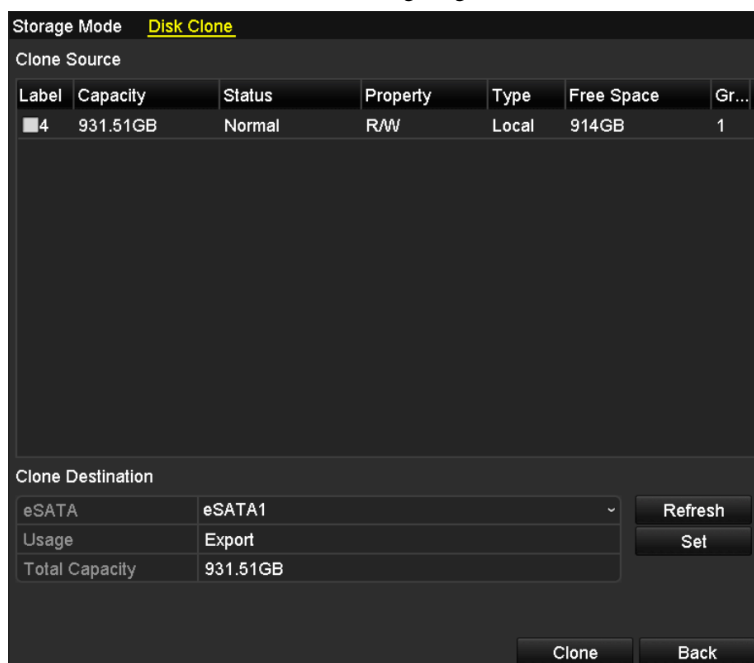 Storage Mode Disk Clone
Clone Source
Label Capacity Status Property Type Free Space Gr...
4 931.51GB Normal R/W Local 914GB 1
Clone Destination
eSATA eSATA1 Refresh
Usage Export Set
Total Capacity 931.51GB
Clone Back